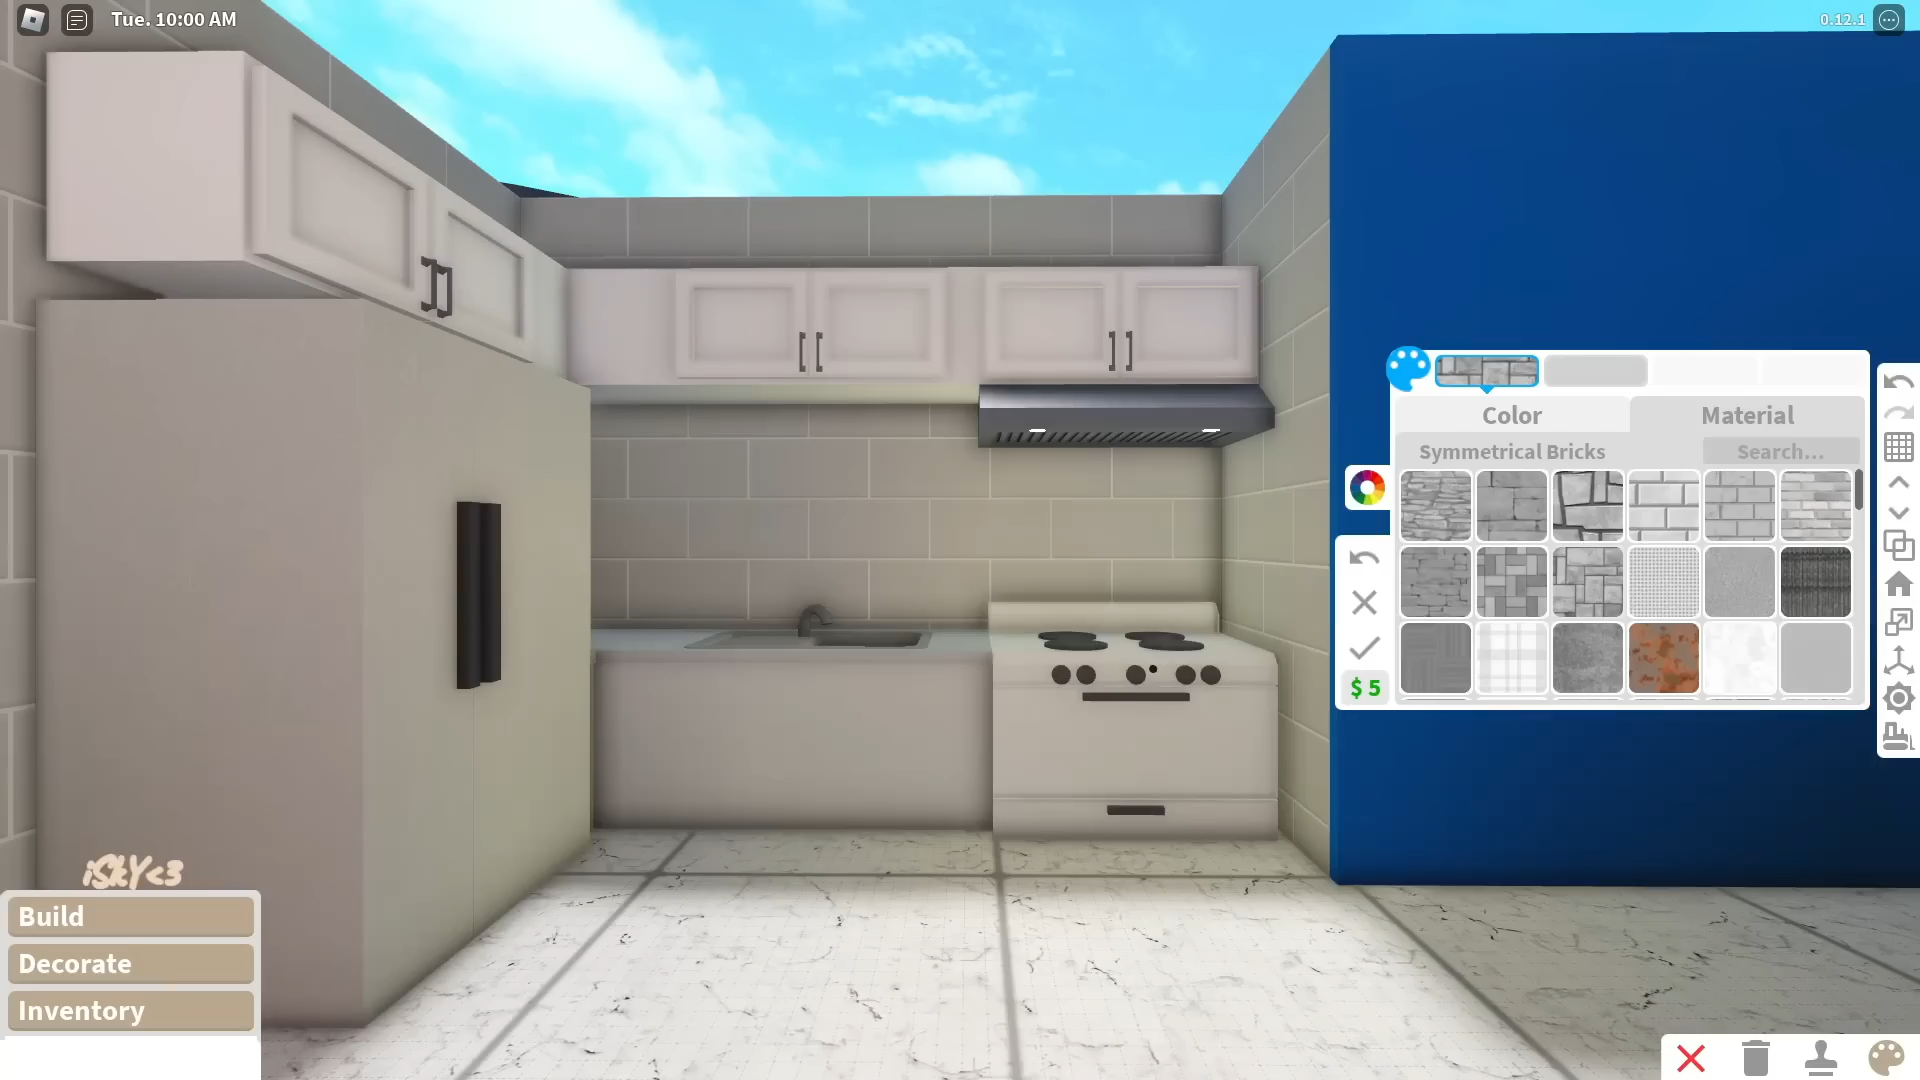 Tue. 10:00 AM
0.12.1
Color
Material
Symmetrical Bricks
Search...
$ 5
iSkY<3
Build
Decorate
Inventory